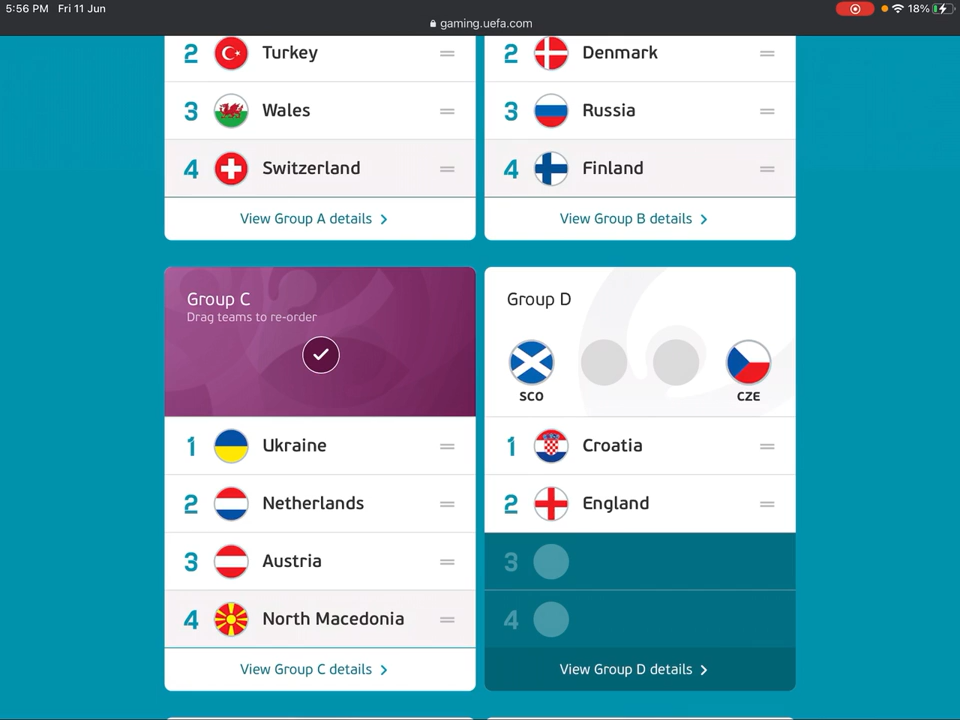 5:56 PM Fri 11 Jun
18%
gaming.uefa.com
2 Turkey
3 Wales
4 Switzerland
View Group A details
2 Denmark
3 Russia
4 Finland
View Group B details
Group C
Drag teams to re-order
1 Ukraine
2 Netherlands
3 Austria
4 North Macedonia
View Group C details
Group D
SCO CZE
1 Croatia
2 England
3
4
View Group D details